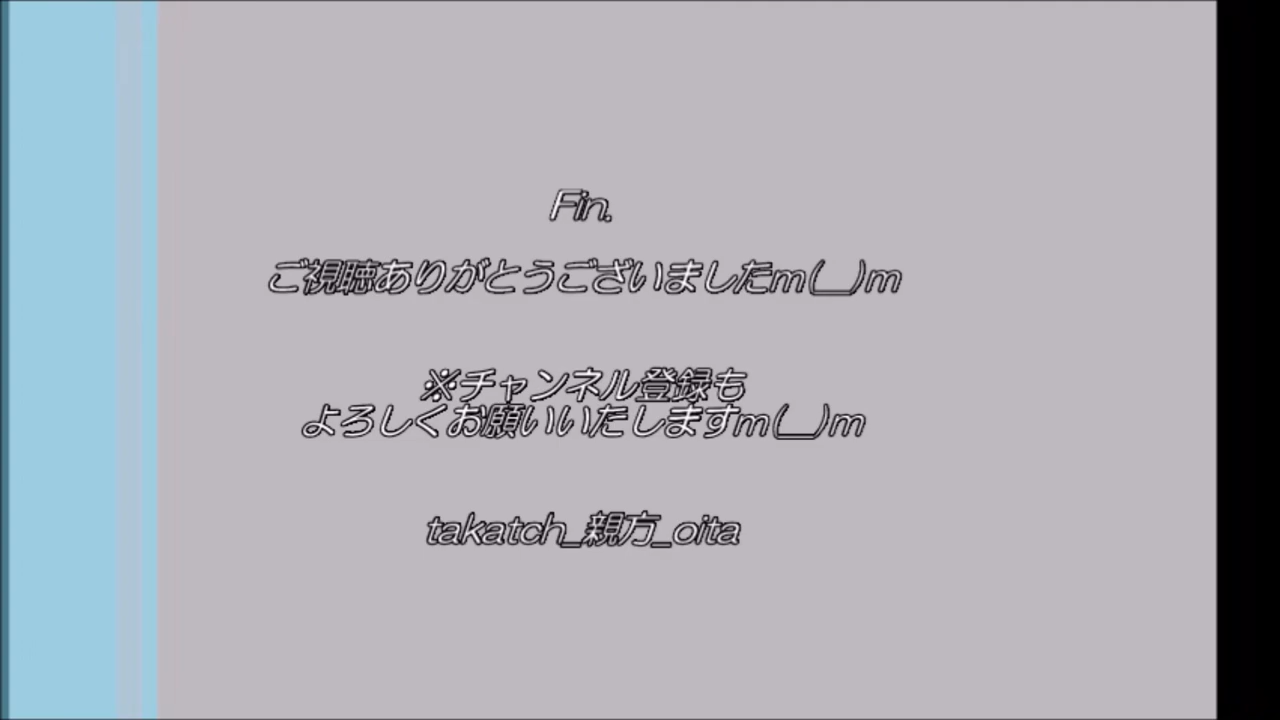 Fin.
ご視聴ありがとうございましたm(__)m
※チャンネル登録も
よろしくお願いいたしますm(__)m
takatch_親方_oita